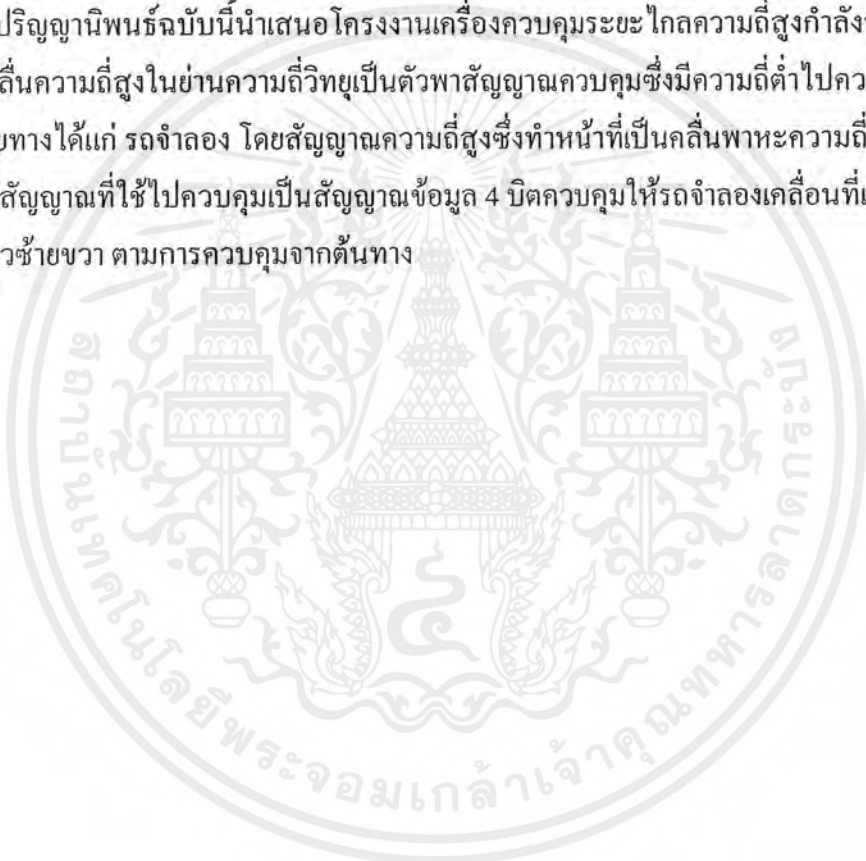 ปริญญานิพนธ์ฉบับนี้นำเสนอโครงงานเครื่องควบคุมระยะไกลความถี่สูงกำลัง
ลื่นความถี่สูงในย่านความถี่วิทยุเป็นตัวพาสัญญาณควบคุมซึ่งมีความถี่ต่ำไปคว
ยทางได้แก่ รถจำลอง โดยสัญญาณความถี่สูงซึ่งทำหน้าที่เป็นคลื่นพาหะความถี่
สัญญาณที่ใช้ไปควบคุมเป็นสัญญาณข้อมูล 4 บิตควบคุมให้รถจำลองเคลื่อนที่เ
วซ้ายขวา ตามการควบคุมจากต้นทาง
สถาบันเทคโนโลยีพระจอมเกล้าเจ้าคุณทหารลาดกระบัง